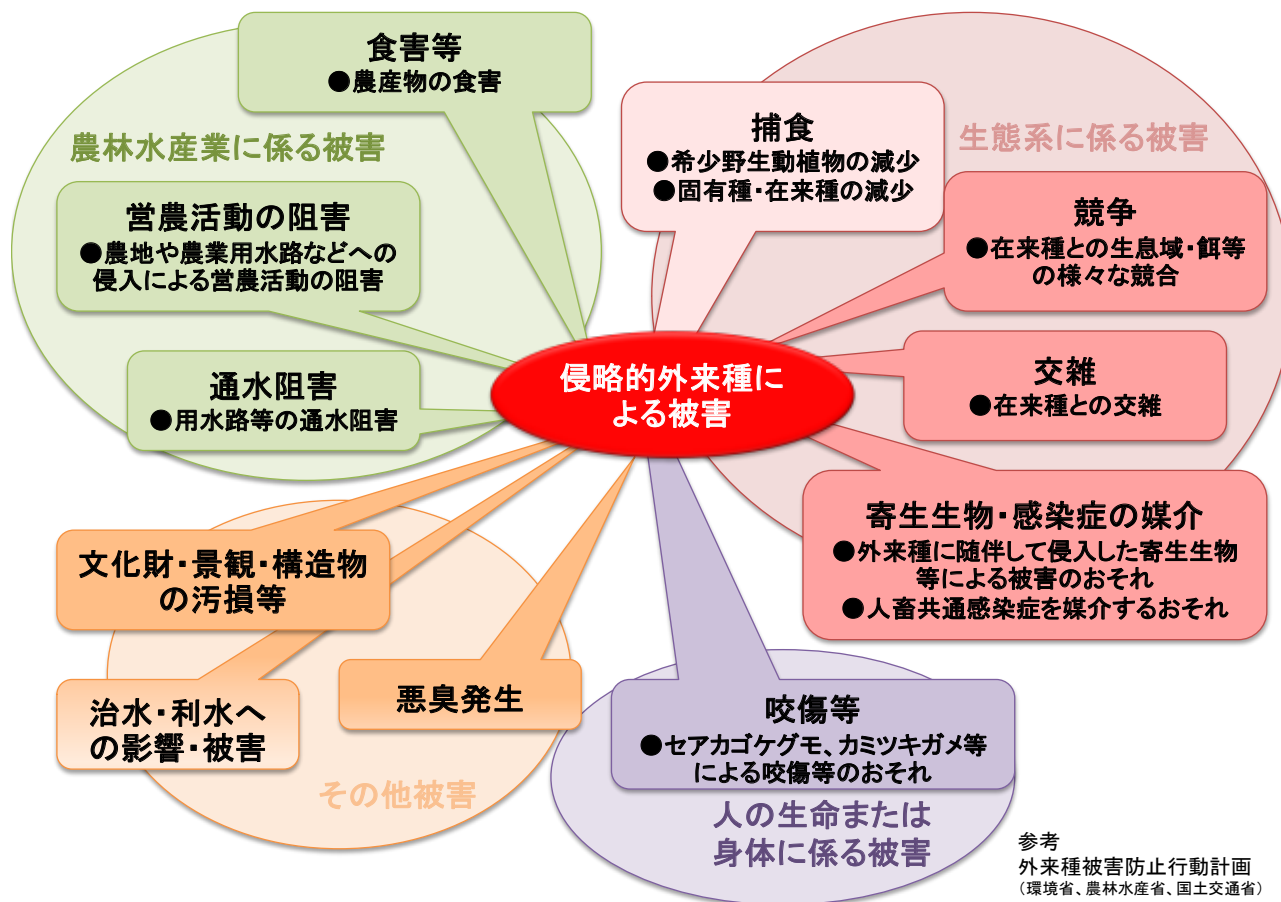 食害等
●農産物の食害
農林水産業に係る被害
営農活動の阻害
●農地や農業用水路などへの
侵入による営農活動の阻害
通水阻害
●用水路等の通水阻害
捕食
●希少野生動植物の減少
●固有種・在来種の減少
生態系に係る被害
競争
●在来種との生息域・餌等
の様々な競合
交雑
●在来種との交雑
寄生生物・感染症の媒介
●外来種に随伴して侵入した寄生生物
等による被害のおそれ
●人畜共通感染症を媒介するおそれ
侵略的外来種に
よる被害
文化財・景観・構造物
の汚損等
治水・利水へ
の影響・被害
悪臭発生
その他被害
咬傷等
●セアカゴケグモ、カミツキガメ等
による咬傷等のおそれ
人の生命または
身体に係る被害
参考
外来種被害防止行動計画
（環境省、農林水産省、国土交通省）